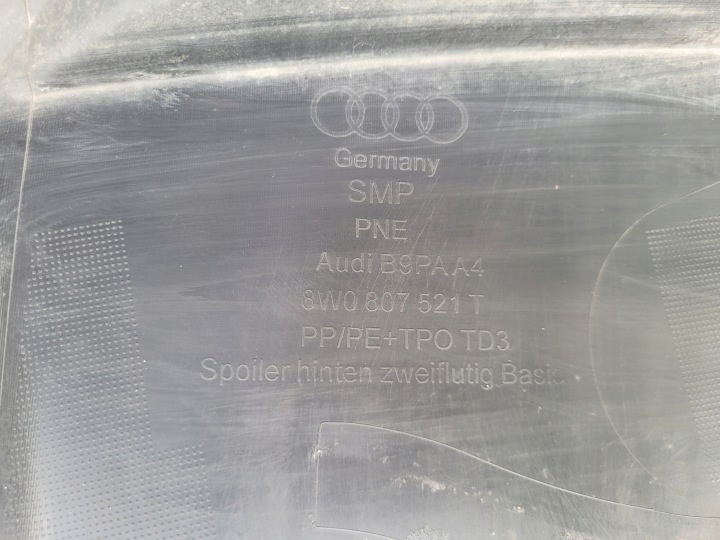 Germany
SMP
PNE
Audi B9PA A4
8W0 807 521 T
PP/PE+TPO TD3
Spoiler hinten zweiflutig Basis